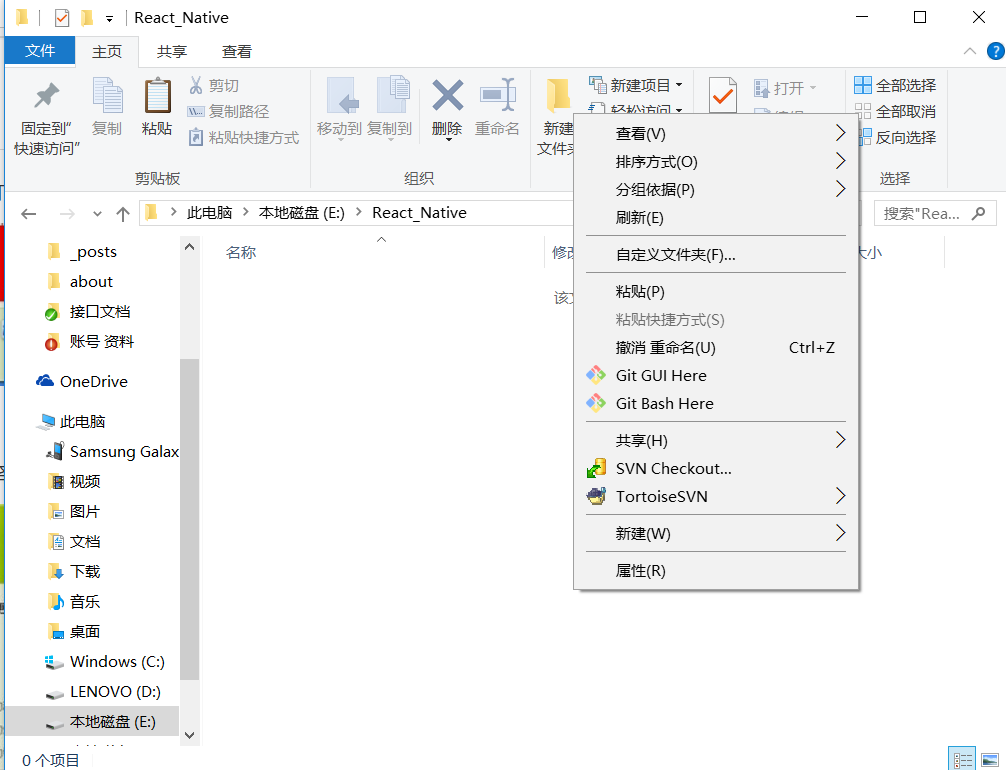 React_Native
文件 主页 共享 查看
固定到"
快速访问"
复制
粘贴
剪切
复制路径
粘贴快捷方式
剪贴板
移动到
复制到
删除
重命名
组织
新建
文件夹
新建项目
轻松访问
打开
全部选择
全部取消
反向选择
选择
此电脑 本地磁盘 (E:) React_Native
搜索"Rea...
_posts
about
接口文档
账号 资料
OneDrive
此电脑
Samsung Galax
视频
图片
文档
下载
音乐
桌面
Windows (C:)
LENOVO (D:)
本地磁盘 (E:)
名称
修改
大小
该文
查看(V)
排序方式(O)
分组依据(P)
刷新(E)
自定义文件夹(F)...
粘贴(P)
粘贴快捷方式(S)
撤消 重命名(U) Ctrl+Z
Git GUI Here
Git Bash Here
共享(H)
SVN Checkout...
TortoiseSVN
新建(W)
属性(R)
0 个项目